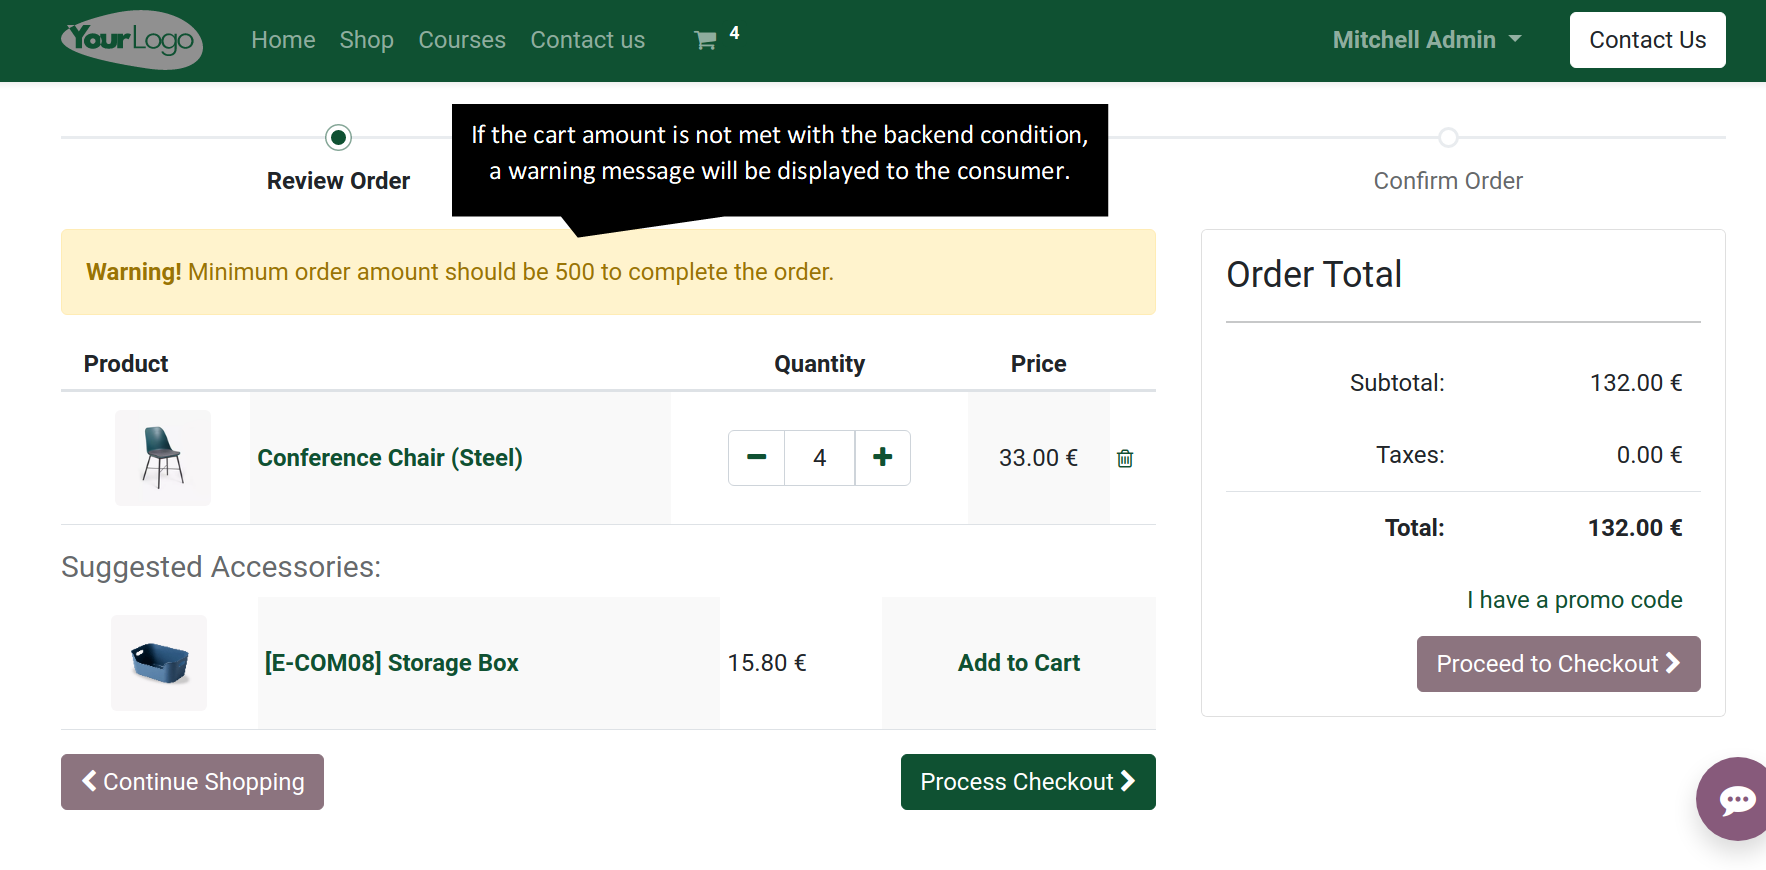 YourLogo
Home Shop Courses Contact us 4
Mitchell Admin
Contact Us
If the cart amount is not met with the backend condition,
a warning message will be displayed to the consumer.
Review Order
Confirm Order
Warning! Minimum order amount should be 500 to complete the order.
Product Quantity Price
Conference Chair (Steel) 4 33.00 €
Suggested Accessories:
[E-COM08] Storage Box 15.80 € Add to Cart
Continue Shopping
Process Checkout
Order Total
Subtotal: 132.00 €
Taxes: 0.00 €
Total: 132.00 €
I have a promo code
Proceed to Checkout